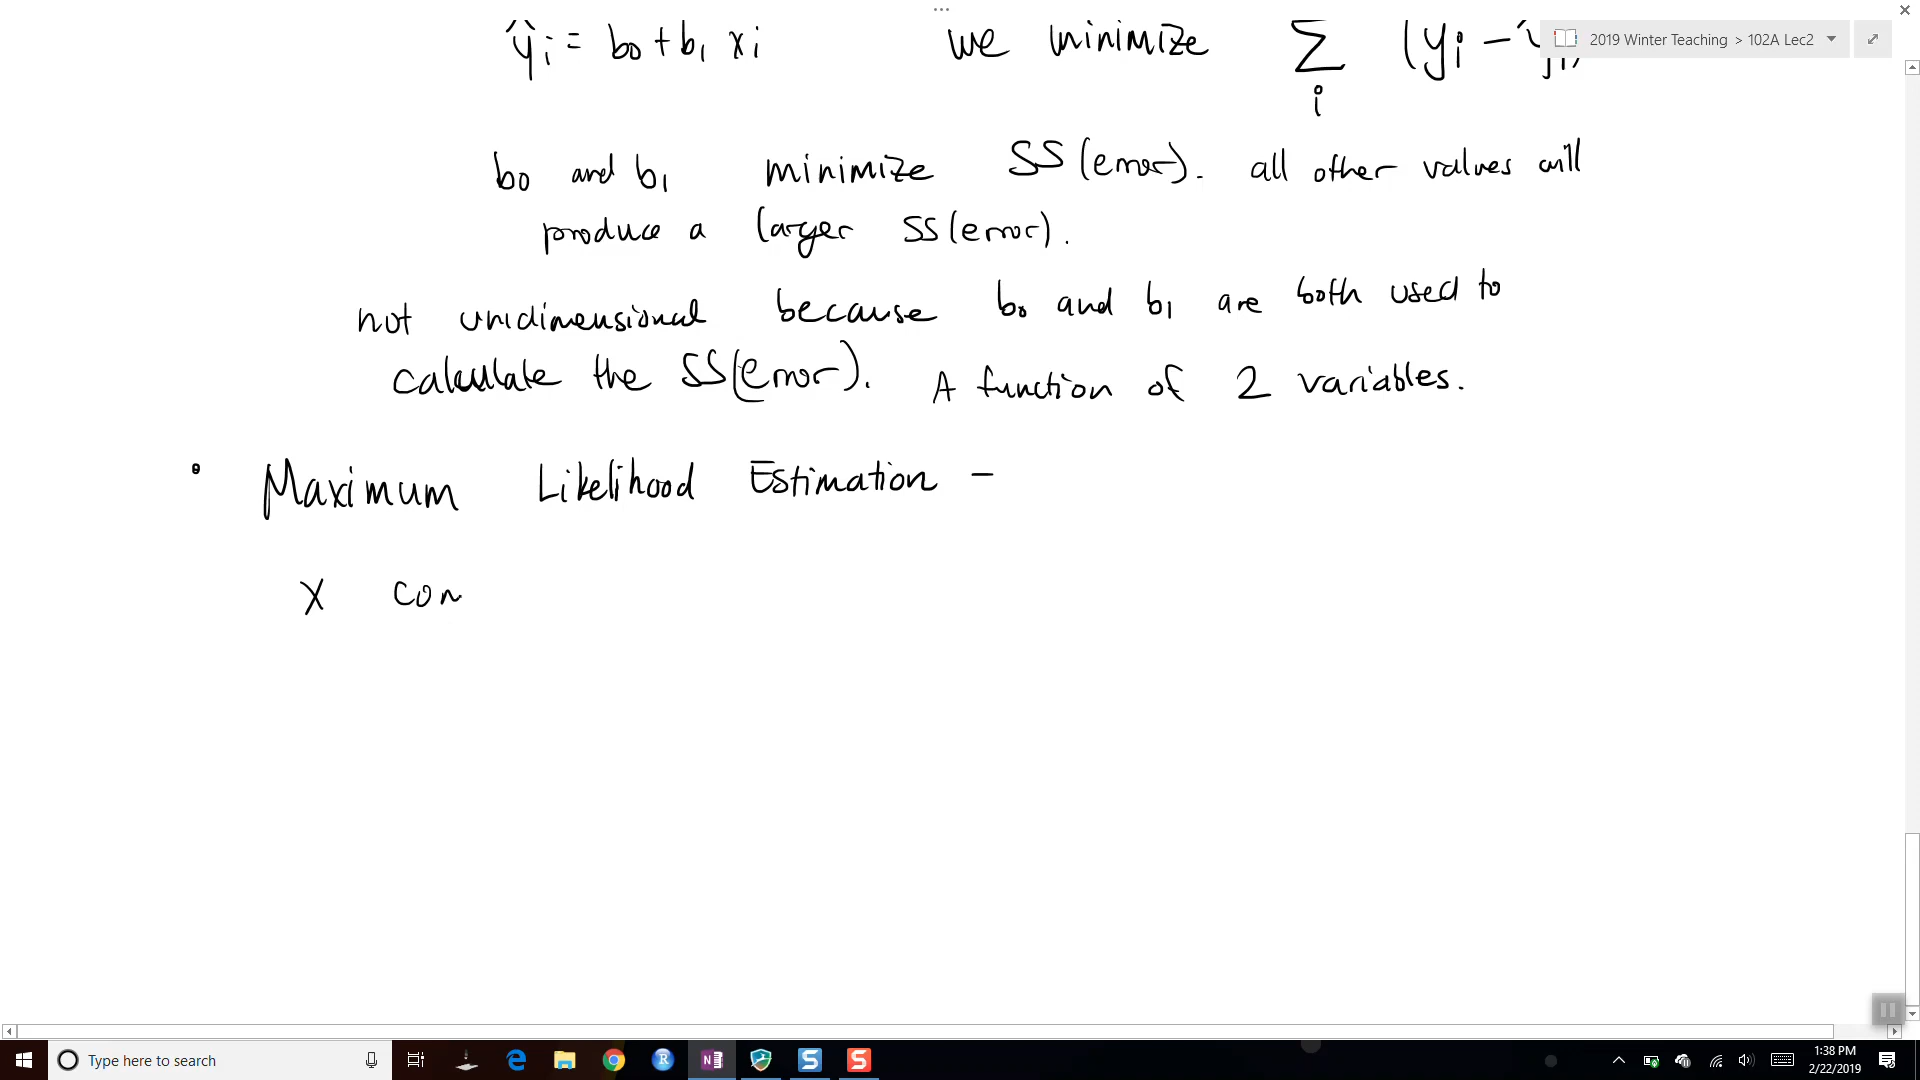 ŷi = b0 + b1 xi we minimize Σ i (yi −
2019 Winter Teaching > 102A Lec2
b0 and b1 minimize SS(error). all other values will
produce a larger SS(error).
not unidimensional because b0 and b1 are both used to
calculate the SS(error). A function of 2 variables.
• Maximum Likelihood Estimation –
X con
Type here to search
1:38 PM
2/22/2019